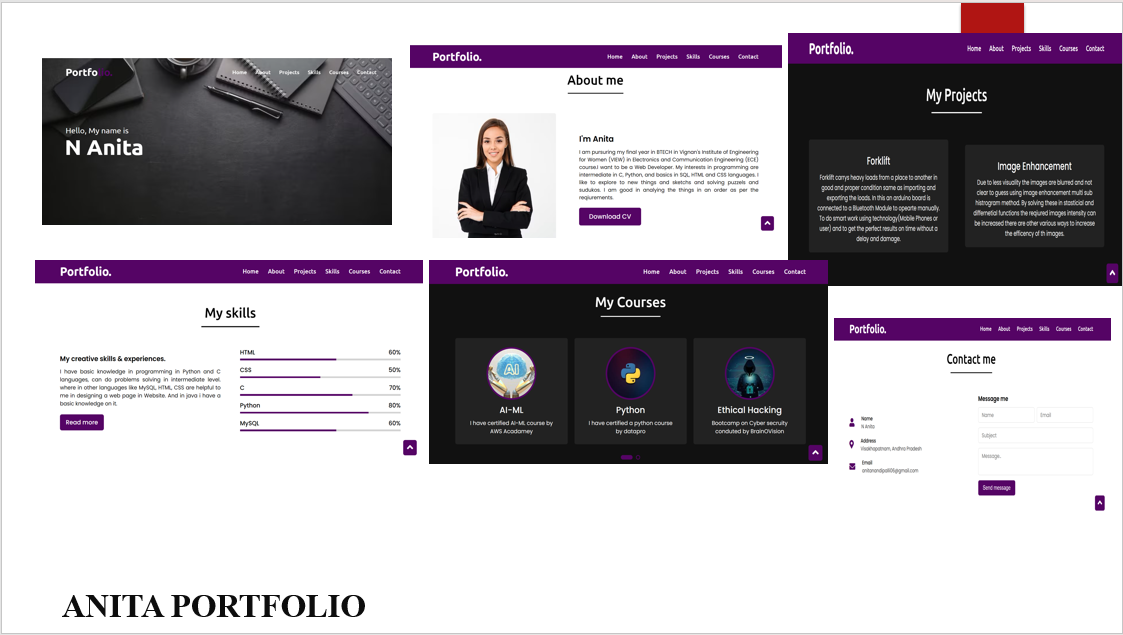 Portfolio.
Home About Projects Skills Courses Contact
Hello, My name is
N Anita
Portfolio.
Home About Projects Skills Courses Contact
About me
I'm Anita
I am pursuring my final year in BTECH in Vignan's Institute of Engineering
for Women (VIEW) in Electronics and Communication Engineering (ECE)
course.I want to be a Web Developer. My interests in programming are
intermediate in C, Python, and basics in SQL, HTML and CSS languages. I
like to explore to new things and sketchs and solving puzzels and
sudukos. I am good in analying the things in an order as per the
reqiurements.
Download CV
Portfolio.
Home About Projects Skills Courses Contact
My Projects
Forklift
Forklift carrys heavy loads from a place to another in
good and proper condition same as importing and
exporting the loads. In this an arduino board is
connected to a Bluetooth Module to opearte manually.
To do smart work using technology(Mobile Phones or
user) and to get the perfect results on time without a
delay and damage.
Image Enhancement
Due to less visuality the images are blurred and not
clear to guess using image enhancement multi sub
histrogram method. By solving these in stasticial and
differnetial functions the reqiured images intensity can
be increased there are other various ways to increase
the efficency of th images.
Portfolio.
Home About Projects Skills Courses Contact
My skills
My creative skills & experiences.
I have basic knowledge in programming in Python and C
languages, can do problems solving in intermediate level.
where in other languages like MySQL, HTML, CSS are helpful to
me in designing a web page in Website. And in java i have a
basic knowledge on it.
Read more
HTML 60%
CSS 50%
C 70%
Python 80%
MySQL 60%
Portfolio.
Home About Projects Skills Courses Contact
My Courses
AI
AI-ML
I have certified AI-ML course by
AWS Acadamey
Python
I have certified a python course
by datapro
Ethical Hacking
Bootcamp on Cyber secruity
conduted by BrainOVision
Portfolio.
Home About Projects Skills Courses Contact
Contact me
Name
N Anita
Address
Visakhapatnam, Andhra Pradesh
Email
Message me
Name Email
Subject
Message..
Send message
ANITA PORTFOLIO